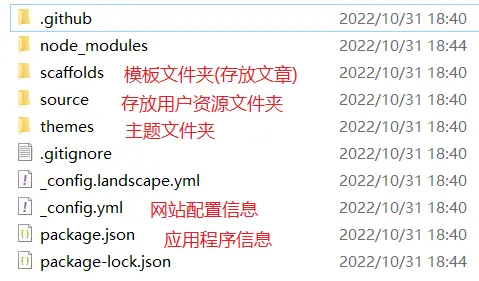 .github 2022/10/31 18:40
node_modules 2022/10/31 18:44
scaffolds 模板文件夹(存放文章) 2022/10/31 18:40
source 存放用户资源文件夹 2022/10/31 18:40
themes 主题文件夹 2022/10/31 18:40
.gitignore 2022/10/31 18:40
_config.landscape.yml 2022/10/31 18:40
_config.yml 网站配置信息 2022/10/31 18:40
package.json 应用程序信息 2022/10/31 18:40
package-lock.json 2022/10/31 18:44